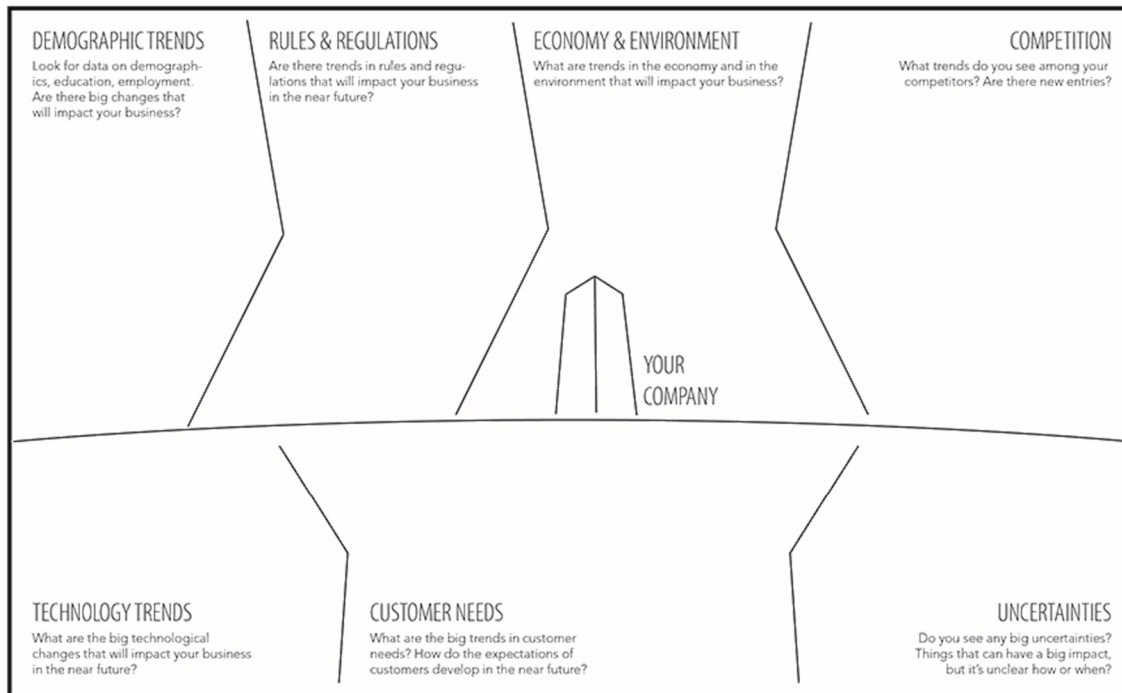 DEMOGRAPHIC TRENDS
Look for data on demograph-
ics, education, employment.
Are there big changes that
will impact your business?
RULES & REGULATIONS
Are there trends in rules and regu-
lations that will impact your business
in the near future?
ECONOMY & ENVIRONMENT
What are trends in the economy and in the
environment that will impact your business?
COMPETITION
What trends do you see among your
competitors? Are there new entries?
YOUR
COMPANY
TECHNOLOGY TRENDS
What are the big technological
changes that will impact your business
in the near future?
CUSTOMER NEEDS
What are the big trends in customer
needs? How do the expectations of
customers develop in the near future?
UNCERTAINTIES
Do you see any big uncertainties?
Things that can have a big impact,
but it's unclear how or when?